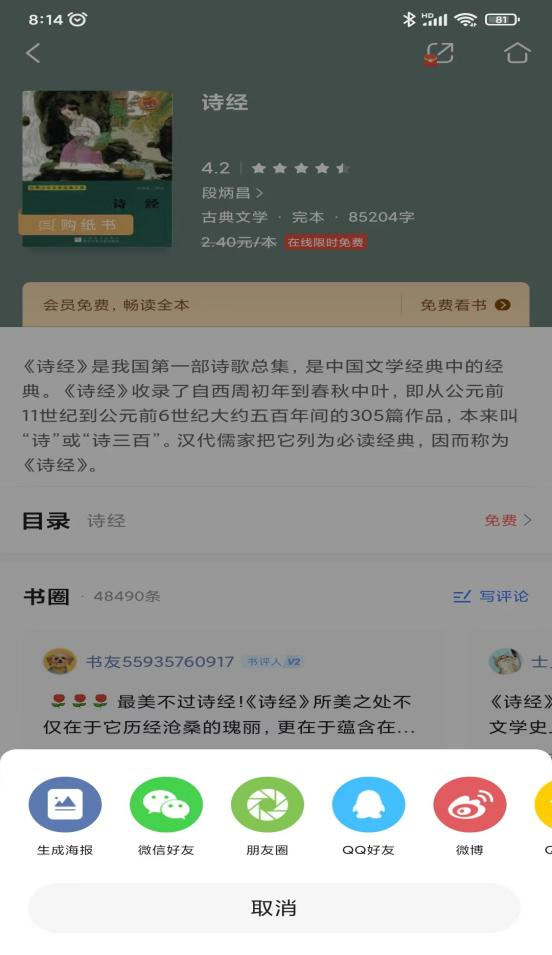 8:14
HD
81
诗经
4.2
段炳昌
古典文学 · 完本 · 85204字
2.40元/本 在线限时免费
诗 经
购纸书
会员免费，畅读全本
免费看书
《诗经》是我国第一部诗歌总集，是中国文学经典中的经
典。《诗经》收录了自西周初年到春秋中叶，即从公元前
11世纪到公元前6世纪大约五百年间的305篇作品，本来叫
“诗”或“诗三百”。汉代儒家把它列为必读经典，因而称为
《诗经》。
目录 诗经
免费
书圈 · 48490条
写评论
书友55935760917 书评人V2
🌹🌹🌹 最美不过诗经!《诗经》所美之处不
仅在于它历经沧桑的瑰丽，更在于蕴含在...
士
《诗经》
文学史
生成海报
微信好友
朋友圈
QQ好友
微博
取消